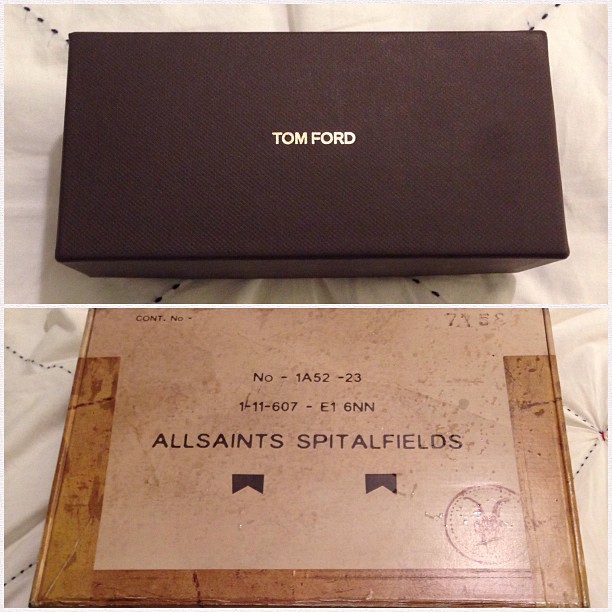 TOM FORD
CONT. No -
No - 1A52 -23
1-11-607 - E1 6NN
ALLSAINTS SPITALFIELDS